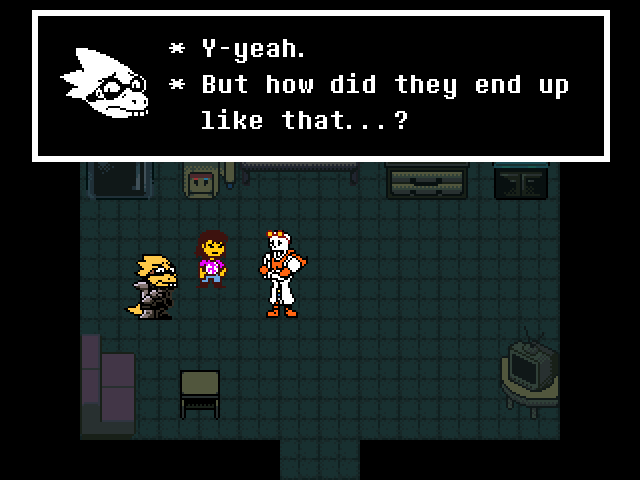 * Y-yeah.
* But how did they end up
like that...?